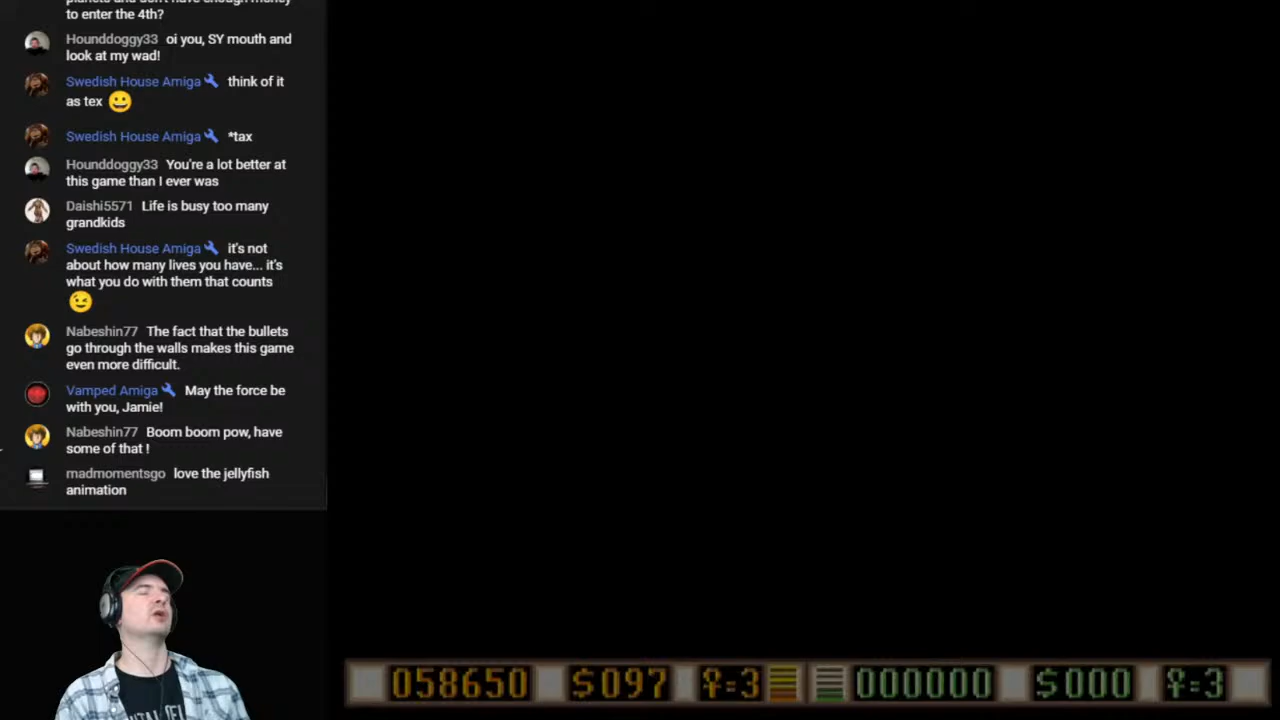 to enter the 4th?
Hounddoggy33 oi you, SY mouth and
look at my wad!
Swedish House Amiga think of it
as tex 😀
Swedish House Amiga *tax
Hounddoggy33 You're a lot better at
this game than I ever was
Daishi5571 Life is busy too many
grandkids
Swedish House Amiga it's not
about how many lives you have... it's
what you do with them that counts
😉
Nabeshin77 The fact that the bullets
go through the walls makes this game
even more difficult.
Vamped Amiga May the force be
with you, Jamie!
Nabeshin77 Boom boom pow, have
some of that !
madmomentsgo love the jellyfish
animation
058650 $097 =3 000000 $000 =3